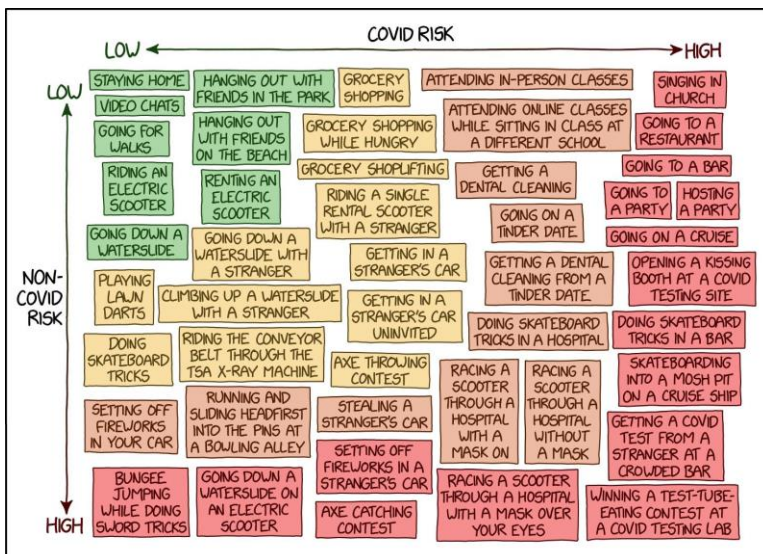 COVID RISK
LOW
HIGH
LOW
NON-
COVID
RISK
HIGH
STAYING HOME
VIDEO CHATS
GOING FOR
WALKS
RIDING AN
ELECTRIC
SCOOTER
GOING DOWN A
WATERSLIDE
PLAYING
LAWN
DARTS
DOING
SKATEBOARD
TRICKS
SETTING OFF
FIREWORKS
IN YOUR CAR
BUNGEE
JUMPING
WHILE DOING
SWORD TRICKS
HANGING OUT WITH
FRIENDS IN THE PARK
HANGING OUT
WITH FRIENDS
ON THE BEACH
RENTING AN
ELECTRIC
SCOOTER
GOING DOWN A
WATERSLIDE WITH
A STRANGER
CLIMBING UP A WATERSLIDE
WITH A STRANGER
RIDING THE CONVEYOR
BELT THROUGH THE
TSA X-RAY MACHINE
RUNNING AND
SLIDING HEADFIRST
INTO THE PINS AT
A BOWLING ALLEY
GOING DOWN A
WATERSLIDE ON
AN ELECTRIC
SCOOTER
GROCERY
SHOPPING
GROCERY SHOPPING
WHILE HUNGRY
GROCERY SHOPLIFTING
RIDING A SINGLE
RENTAL SCOOTER
WITH A STRANGER
GETTING IN A
STRANGER'S CAR
GETTING IN A
STRANGER'S CAR
UNINVITED
AXE THROWING
CONTEST
STEALING A
STRANGER'S CAR
SETTING OFF
FIREWORKS IN A
STRANGER'S CAR
AXE CATCHING
CONTEST
ATTENDING IN-PERSON CLASSES
ATTENDING ONLINE CLASSES
WHILE SITTING IN CLASS AT
A DIFFERENT SCHOOL
GETTING A
DENTAL CLEANING
GOING ON A
TINDER DATE
GETTING A DENTAL
CLEANING FROM A
TINDER DATE
DOING SKATEBOARD
TRICKS IN A HOSPITAL
RACING A
SCOOTER
THROUGH A
HOSPITAL
WITH A
MASK ON
RACING A
SCOOTER
THROUGH A
HOSPITAL
WITHOUT
A MASK
RACING A SCOOTER
THROUGH A HOSPITAL
WITH A MASK OVER
YOUR EYES
SINGING IN
CHURCH
GOING TO A
RESTAURANT
GOING TO A BAR
GOING TO
A PARTY
HOSTING
A PARTY
GOING ON A CRUISE
OPENING A KISSING
BOOTH AT A COVID
TESTING SITE
DOING SKATEBOARD
TRICKS IN A BAR
SKATEBOARDING
INTO A MOSH PIT
ON A CRUISE SHIP
GETTING A COVID
TEST FROM A
STRANGER AT A
CROWDED BAR
WINNING A TEST-TUBE-
EATING CONTEST AT
A COVID TESTING LAB